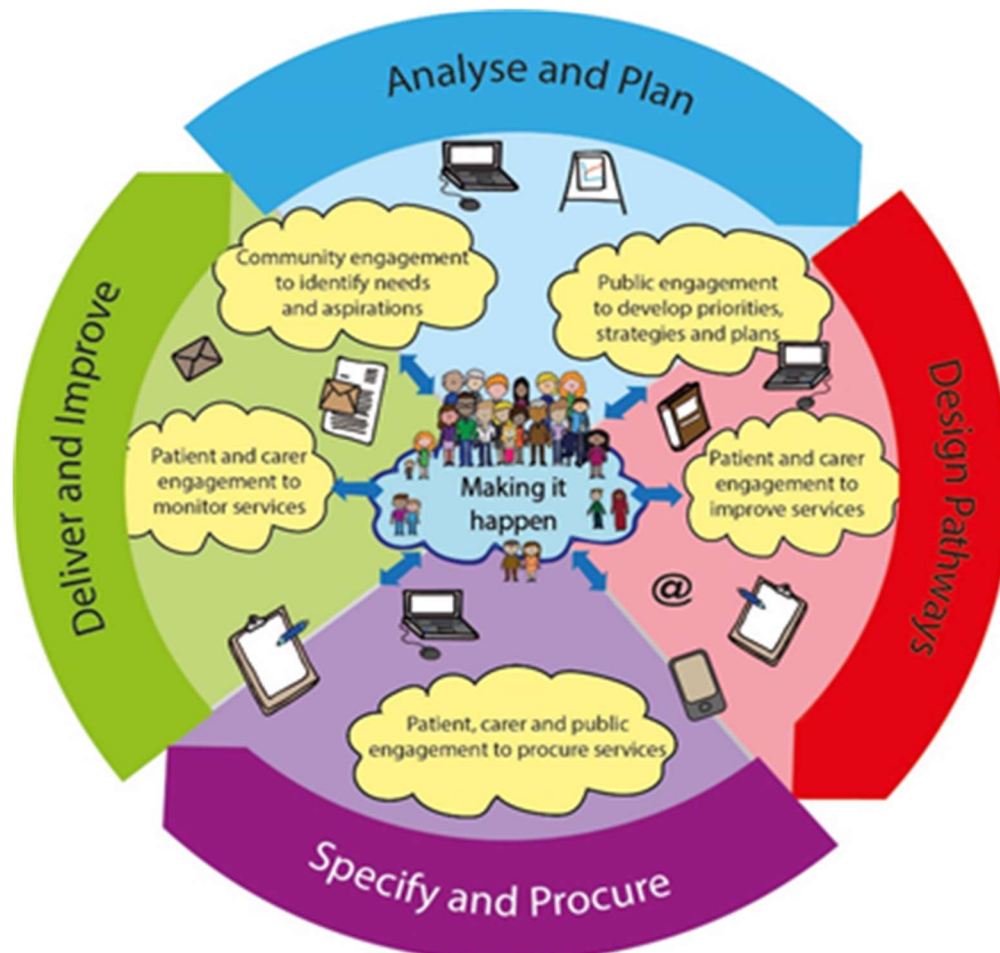 Analyse and Plan
Community engagement
to identify needs
and aspirations
Public engagement
to develop priorities,
strategies and plans
Design Pathways
Deliver and Improve
Patient and carer
engagement to
monitor services
Making it
happen
Patient and carer
engagement to
improve services
@
Patient, carer and public
engagement to procure services
Specify and Procure